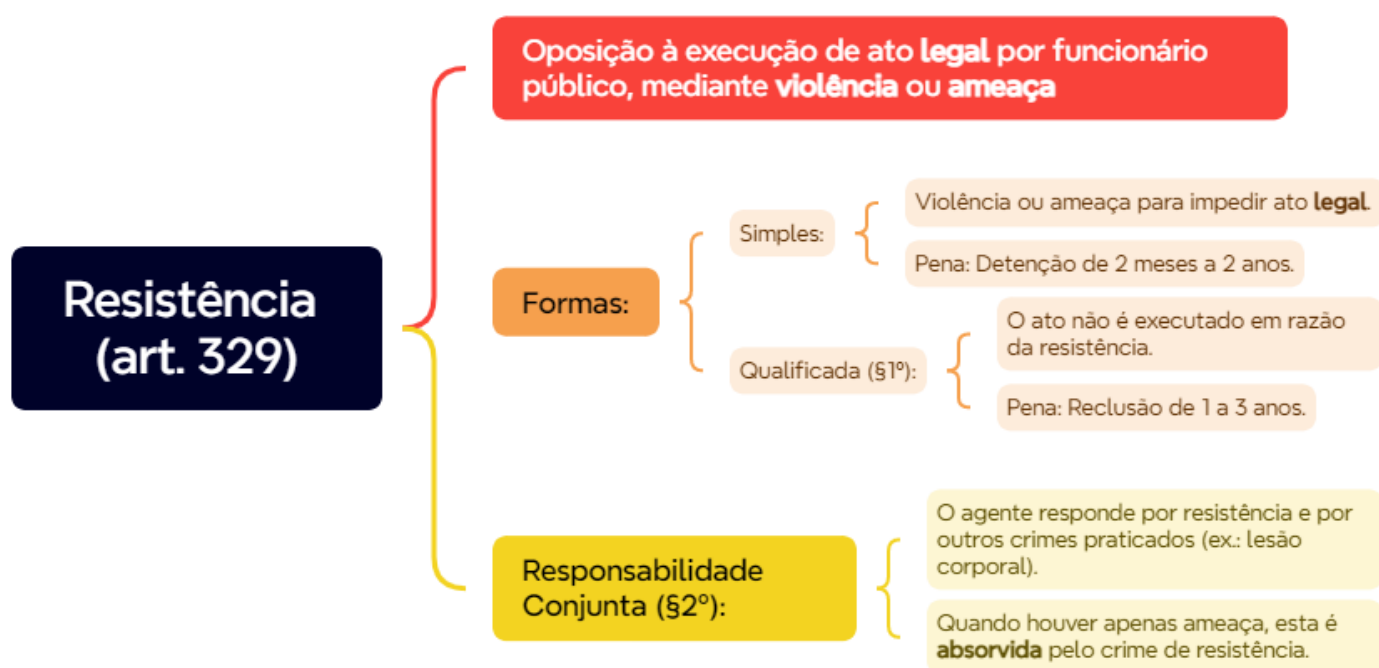 Resistência
(art. 329)
Oposição à execução de ato legal por funcionário
público, mediante violência ou ameaça
Formas:
Simples:
Violência ou ameaça para impedir ato legal.
Pena: Detenção de 2 meses a 2 anos.
Qualificada (§1º):
O ato não é executado em razão
da resistência.
Pena: Reclusão de 1 a 3 anos.
Responsabilidade
Conjunta (§2º):
O agente responde por resistência e por
outros crimes praticados (ex.: lesão
corporal).
Quando houver apenas ameaça, esta é
absorvida pelo crime de resistência.